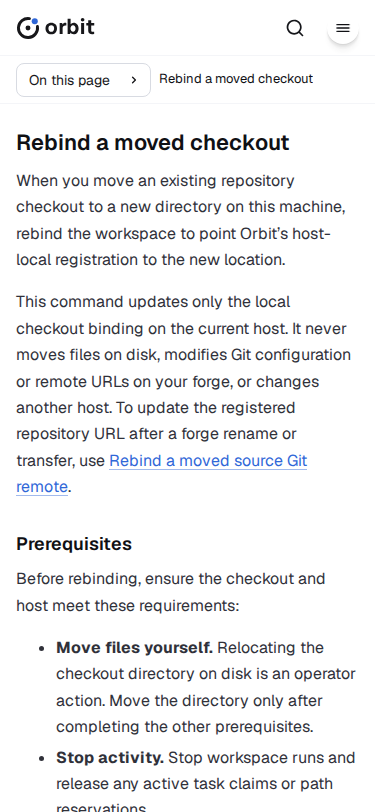 orbit
On this page
Rebind a moved checkout
Rebind a moved checkout
When you move an existing repository
checkout to a new directory on this machine,
rebind the workspace to point Orbit’s host-
local registration to the new location.
This command updates only the local
checkout binding on the current host. It never
moves files on disk, modifies Git configuration
or remote URLs on your forge, or changes
another host. To update the registered
repository URL after a forge rename or
transfer, use Rebind a moved source Git
remote.
Prerequisites
Before rebinding, ensure the checkout and
host meet these requirements:
• Move files yourself. Relocating the
checkout directory on disk is an operator
action. Move the directory only after
completing the other prerequisites.
• Stop activity. Stop workspace runs and
release any active task claims or path
reservations